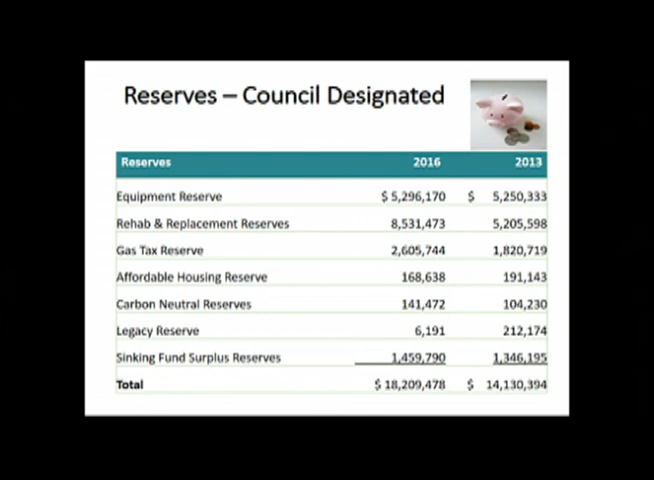 Reserves – Council Designated
Reserves 2016 2013
Equipment Reserve $ 5,296,170 $ 5,250,333
Rehab & Replacement Reserves 8,531,473 5,205,598
Gas Tax Reserve 2,605,744 1,820,719
Affordable Housing Reserve 168,638 191,143
Carbon Neutral Reserves 141,472 104,230
Legacy Reserve 6,191 212,174
Sinking Fund Surplus Reserves 1,459,790 1,346,195
Total $ 18,209,478 $ 14,130,394